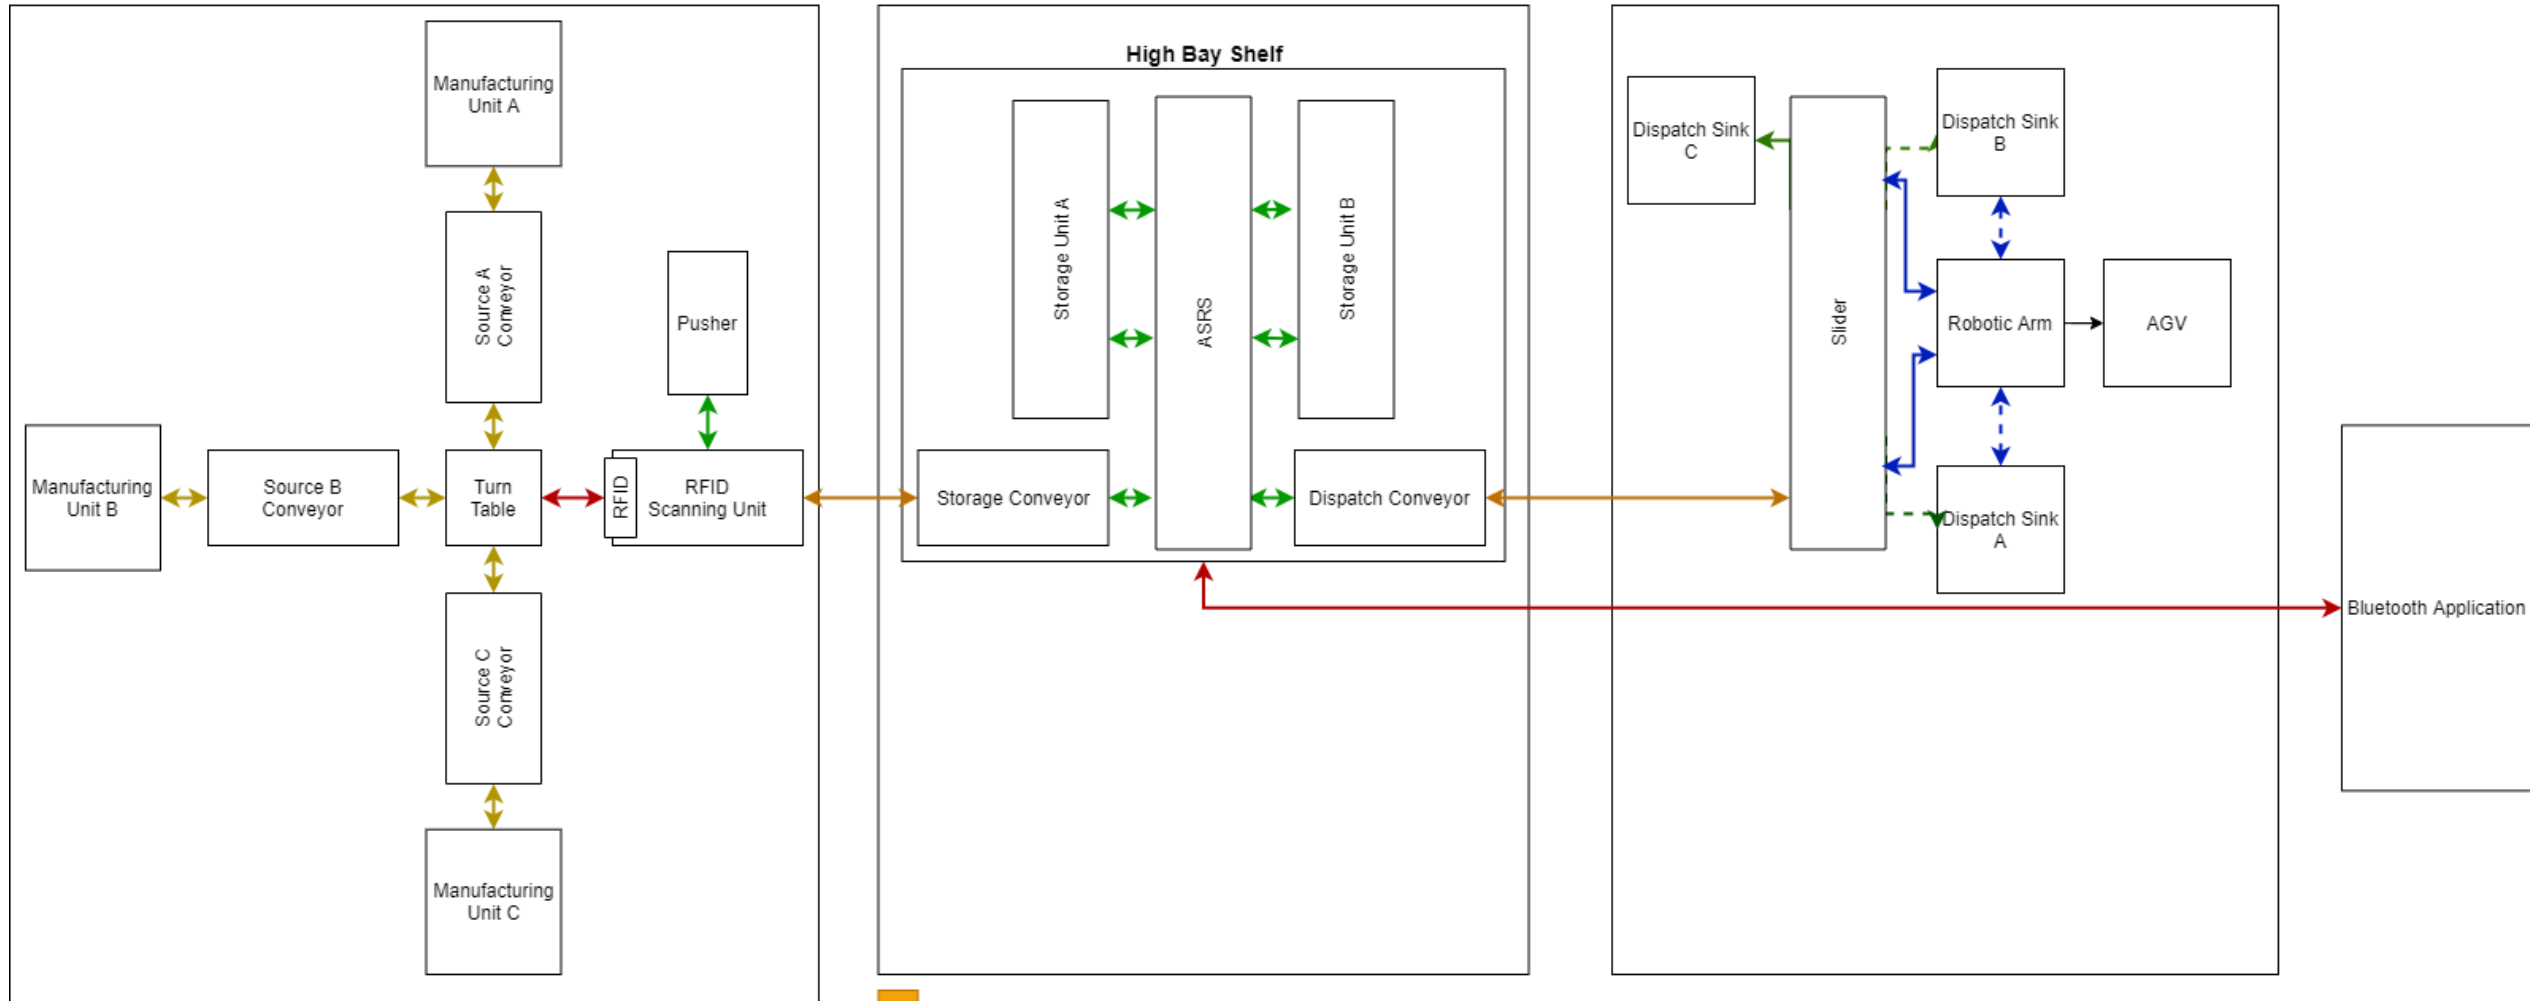 Manufacturing
Unit A
Source A
Conveyor
Pusher
Manufacturing
Unit B
Source B
Conveyor
Turn
Table
RFID
RFID
Scanning Unit
Source C
Conveyor
Manufacturing
Unit C
High Bay Shelf
Storage Unit A
ASRS
Storage Unit B
Storage Conveyor
Dispatch Conveyor
Dispatch Sink
C
Slider
Dispatch Sink
B
Robotic Arm
AGV
Dispatch Sink
A
Bluetooth Application